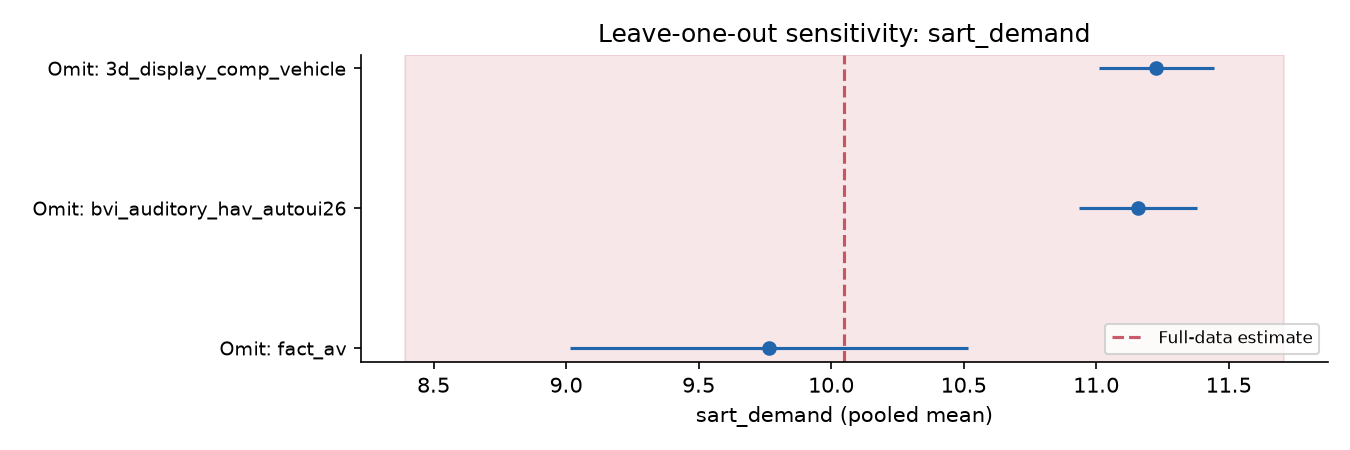 Leave-one-out sensitivity: sart_demand
Omit: 3d_display_comp_vehicle
Omit: bvi_auditory_hav_autoui26
Omit: fact_av
Full-data estimate
8.5 9.0 9.5 10.0 10.5 11.0 11.5
sart_demand (pooled mean)